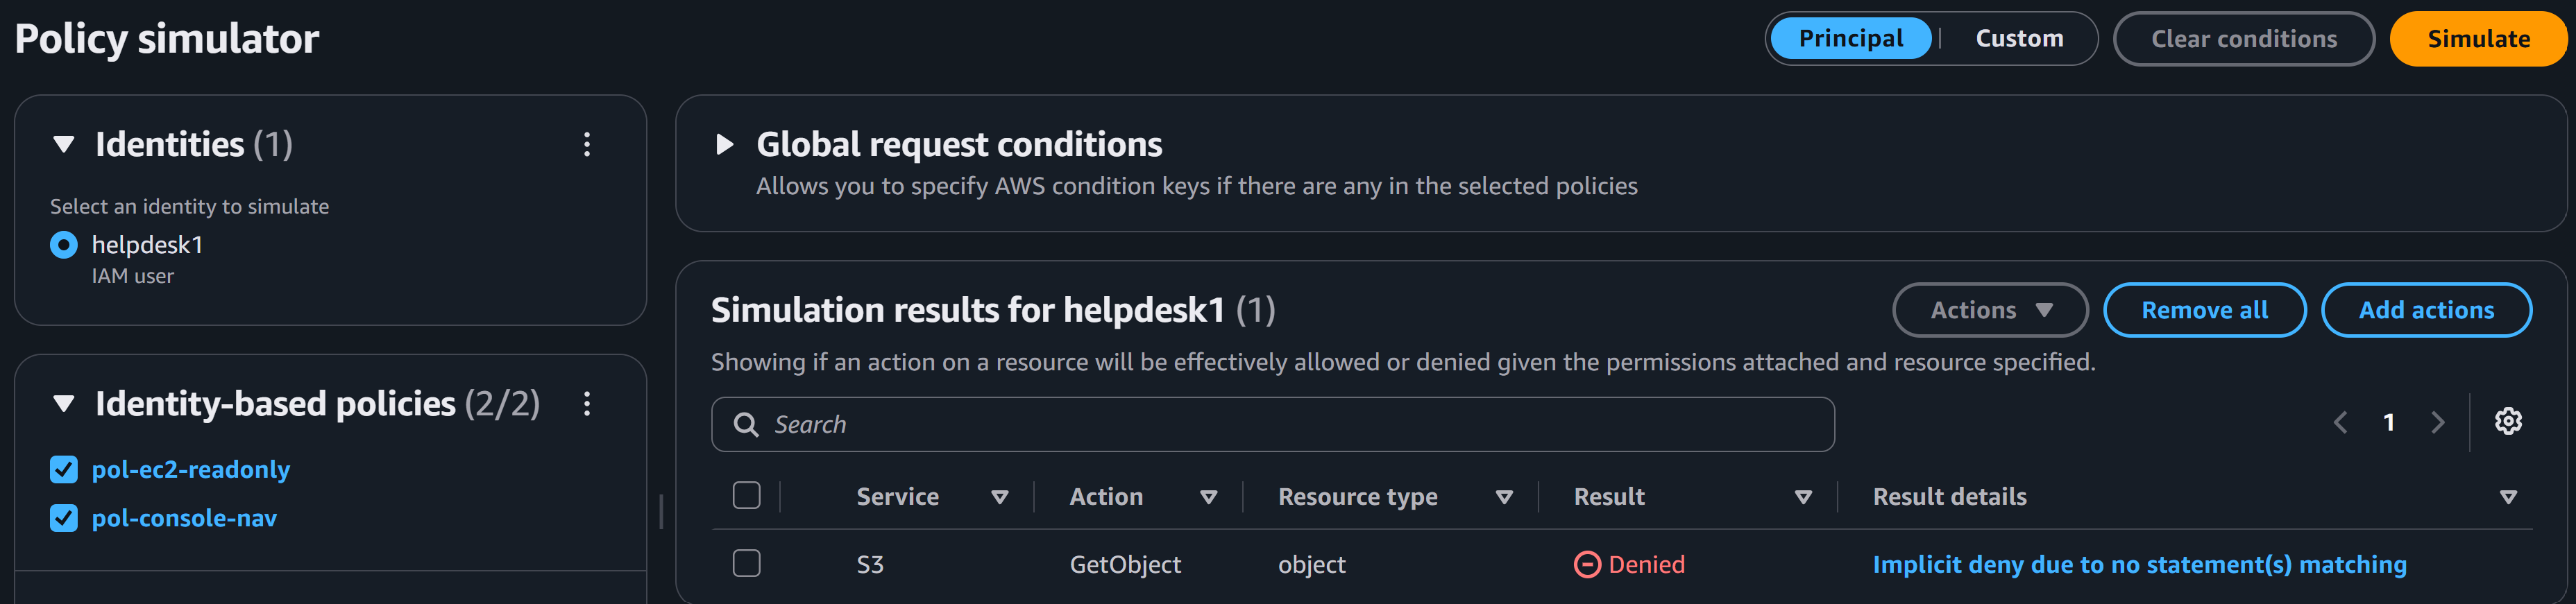 Policy simulator
Principal | Custom
Clear conditions
Simulate
Identities (1)
Select an identity to simulate
helpdesk1
IAM user
Identity-based policies (2/2)
pol-ec2-readonly
pol-console-nav
Global request conditions
Allows you to specify AWS condition keys if there are any in the selected policies
Simulation results for helpdesk1 (1)
Actions
Remove all
Add actions
Showing if an action on a resource will be effectively allowed or denied given the permissions attached and resource specified.
Search
1
Service Action Resource type Result Result details
S3 GetObject object Denied Implicit deny due to no statement(s) matching